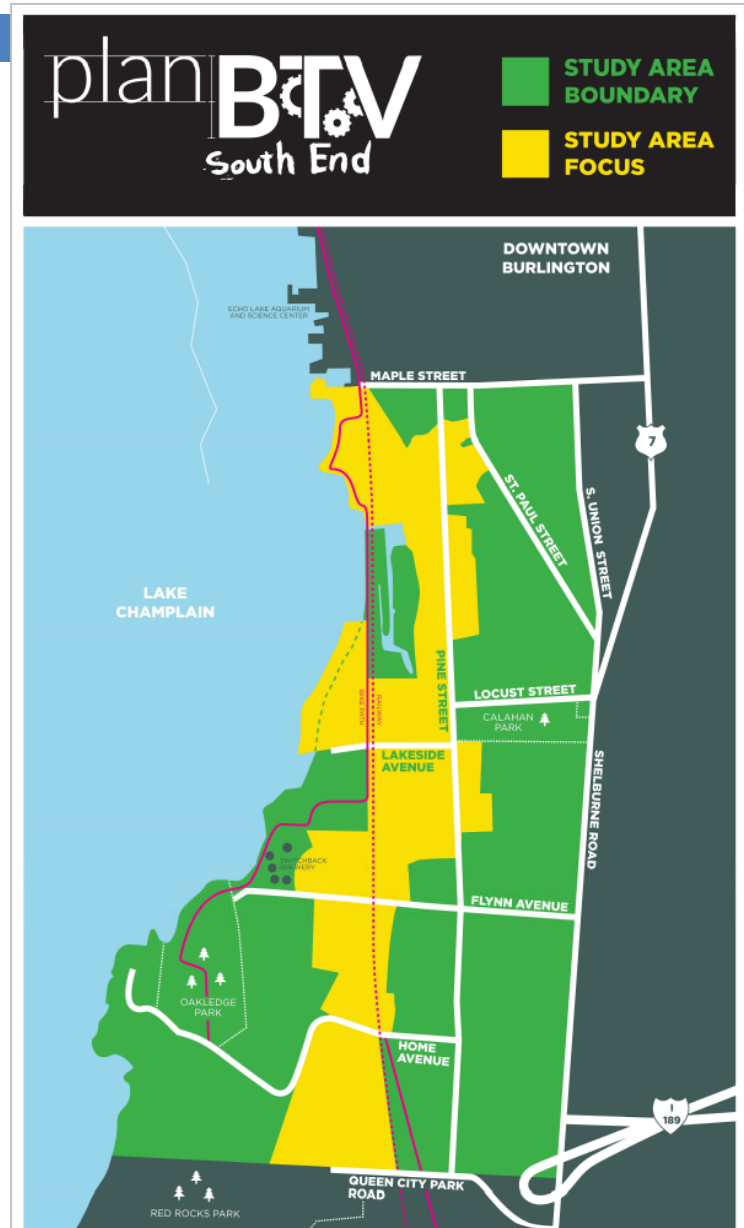 plan BTV
South End
STUDY AREA
BOUNDARY
STUDY AREA
FOCUS
DOWNTOWN
BURLINGTON
ECHO LAKE AQUARIUM
AND SCIENCE CENTER
MAPLE STREET
7
ST. PAUL STREET
S. UNION STREET
LAKE
CHAMPLAIN
PINE STREET
LOCUST STREET
BIKE PATH
RAILWAY
CALAHAN
PARK
LAKESIDE
AVENUE
SHELBURNE ROAD
SWITCHBACK
BREWERY
FLYNN AVENUE
OAKLEDGE
PARK
HOME
AVENUE
I
189
QUEEN CITY PARK
ROAD
RED ROCKS PARK